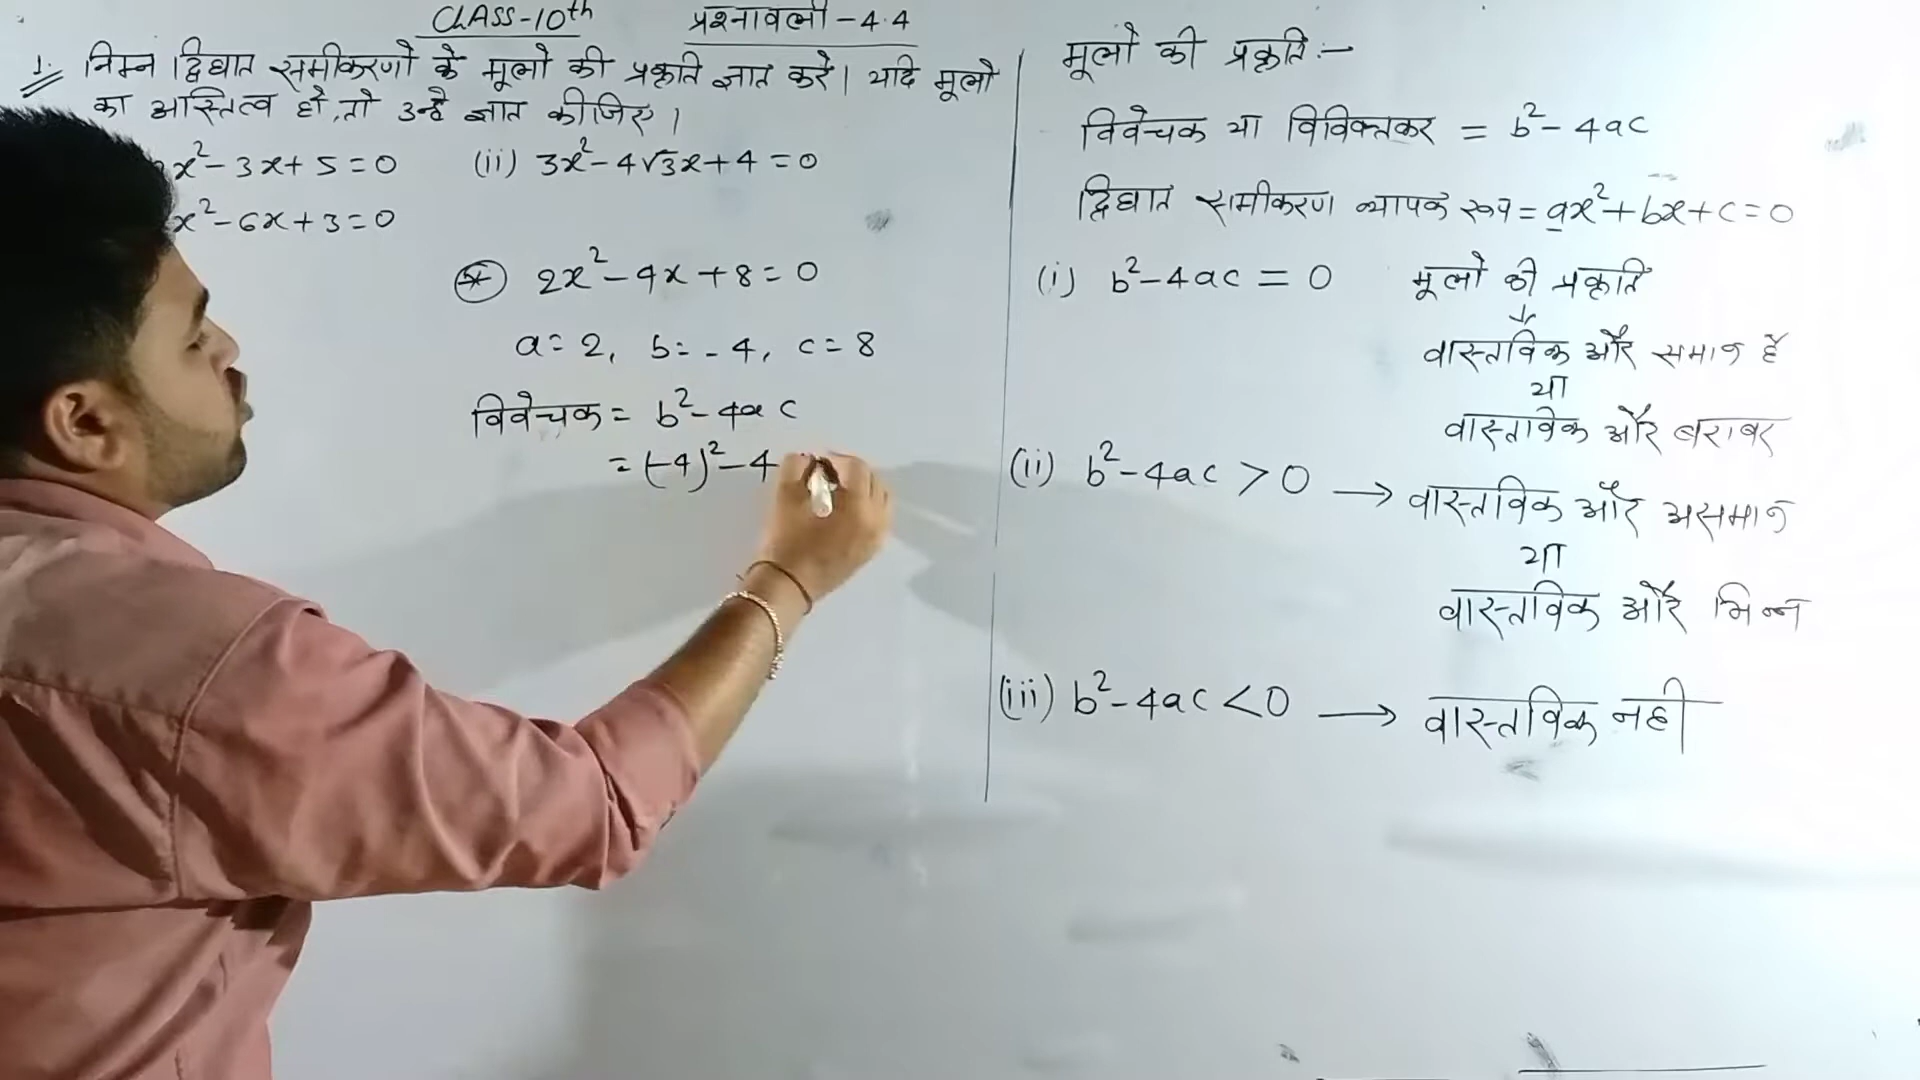 CLASS-10th प्रश्नावली-4.4
1. निम्न द्विघात समीकरणों के मूलों की प्रकृति ज्ञात करें। यदि मूलो
का अस्तित्व हो, तो उन्हे ज्ञात कीजिए।
x²-3x+5=0 (ii) 3x²-4√3x+4=0
x²-6x+3=0
* 2x²-4x+8=0
a=2, b=-4, c=8
विवेचक = b²-4ac
= (-4)²-4
मूलो की प्रकृति:-
विवेचक या विविक्तकर = b²-4ac
द्विघात समीकरण व्यापक रूप = ax²+bx+c=0
(i) b²-4ac = 0 मूलो की प्रकृति
वास्तविक और समान है
या
वास्तविक और बराबर
(ii) b²-4ac > 0 → वास्तविक और असमान
या
वास्तविक और भिन्न
(iii) b²-4ac < 0 → वास्तविक नही